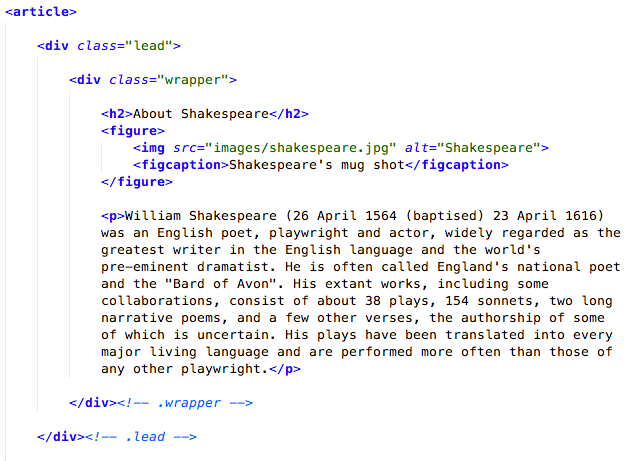 <article>
<div class="lead">
<div class="wrapper">
<h2>About Shakespeare</h2>
<figure>
<img src="images/shakespeare.jpg" alt="Shakespeare">
<figcaption>Shakespeare's mug shot</figcaption>
</figure>
<p>William Shakespeare (26 April 1564 (baptised) 23 April 1616)
was an English poet, playwright and actor, widely regarded as the
greatest writer in the English language and the world's
pre-eminent dramatist. He is often called England's national poet
and the "Bard of Avon". His extant works, including some
collaborations, consist of about 38 plays, 154 sonnets, two long
narrative poems, and a few other verses, the authorship of some
of which is uncertain. His plays have been translated into every
major living language and are performed more often than those of
any other playwright.</p>
</div><!-- .wrapper -->
</div><!-- .lead -->